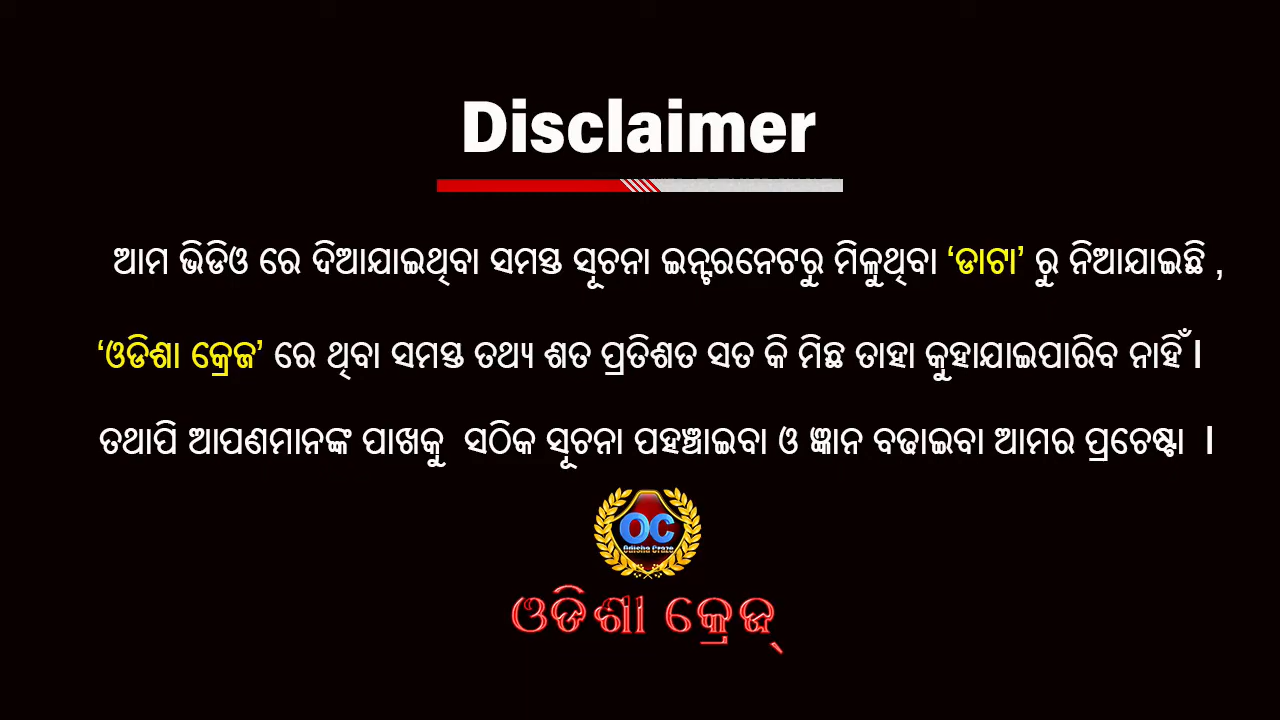 Disclaimer
ଆମ ଭିଡିଓ ରେ ଦିଆଯାଇଥିବା ସମସ୍ତ ସୂଚନା ଇନ୍ଟରନେଟରୁ ମିଳୁଥିବା ‘ଡାଟା’ ରୁ ନିଆଯାଇଛି ,
‘ଓଡିଶା କ୍ରେଜ’ ରେ ଥିବା ସମସ୍ତ ତଥ୍ୟ ଶତ ପ୍ରତିଶତ ସତ କି ମିଛ ତାହା କୁହାଯାଇପାରିବ ନାହିଁ ।
ତଥାପି ଆପଣମାନଙ୍କ ପାଖକୁ ସଠିକ ସୂଚନା ପହଞ୍ଚାଇବା ଓ ଜ୍ଞାନ ବଢାଇବା ଆମର ପ୍ରଚେଷ୍ଟା ।
OC
Odisha Craze
ଓଡିଶା କ୍ରେଜ୍